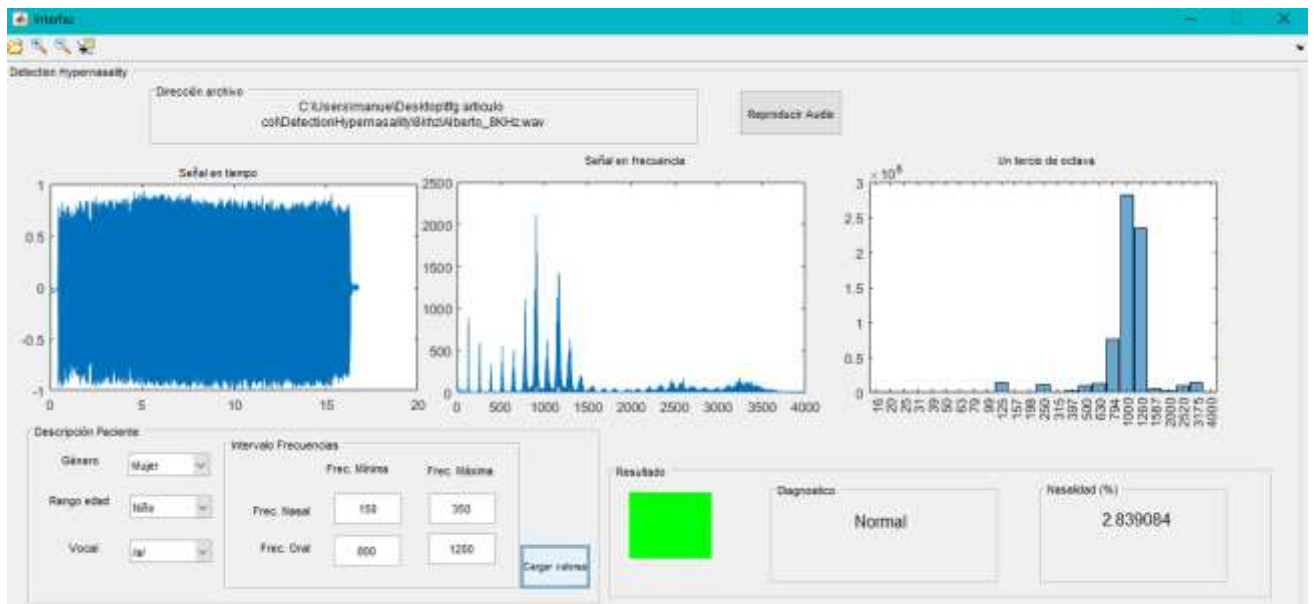 Interfaz
Detection Hypernasality
Dirección archivo
C:\Users\manuel\Desktop\tfg articulo
col\DetectionHypernasality\8khz\Alberto_8KHz.wav
Reproducir Audio
Señal en tiempo
1
0.5
0
-0.5
-1
0 5 10 15 20
Señal en frecuencia
2500
2000
1500
1000
500
0
0 500 1000 1500 2000 2500 3000 3500 4000
Un tercio de octava
3
2.5
2
1.5
1
0.5
0
16 20 25 31 39 50 63 79 99 125 157 198 250 315 397 500 630 794 1000 1260 1587 2000 2520 3175 4000
Descripción Paciente
Género Mujer
Rango edad Niño
Vocal /a/
Intervalo Frecuencias
Frec. Mínima Frec. Máxima
Frec. Nasal 150 350
Frec. Oral 800 1250
Cargar valores
Resultado
Diagnostico
Normal
Nasalidad (%)
2.839084